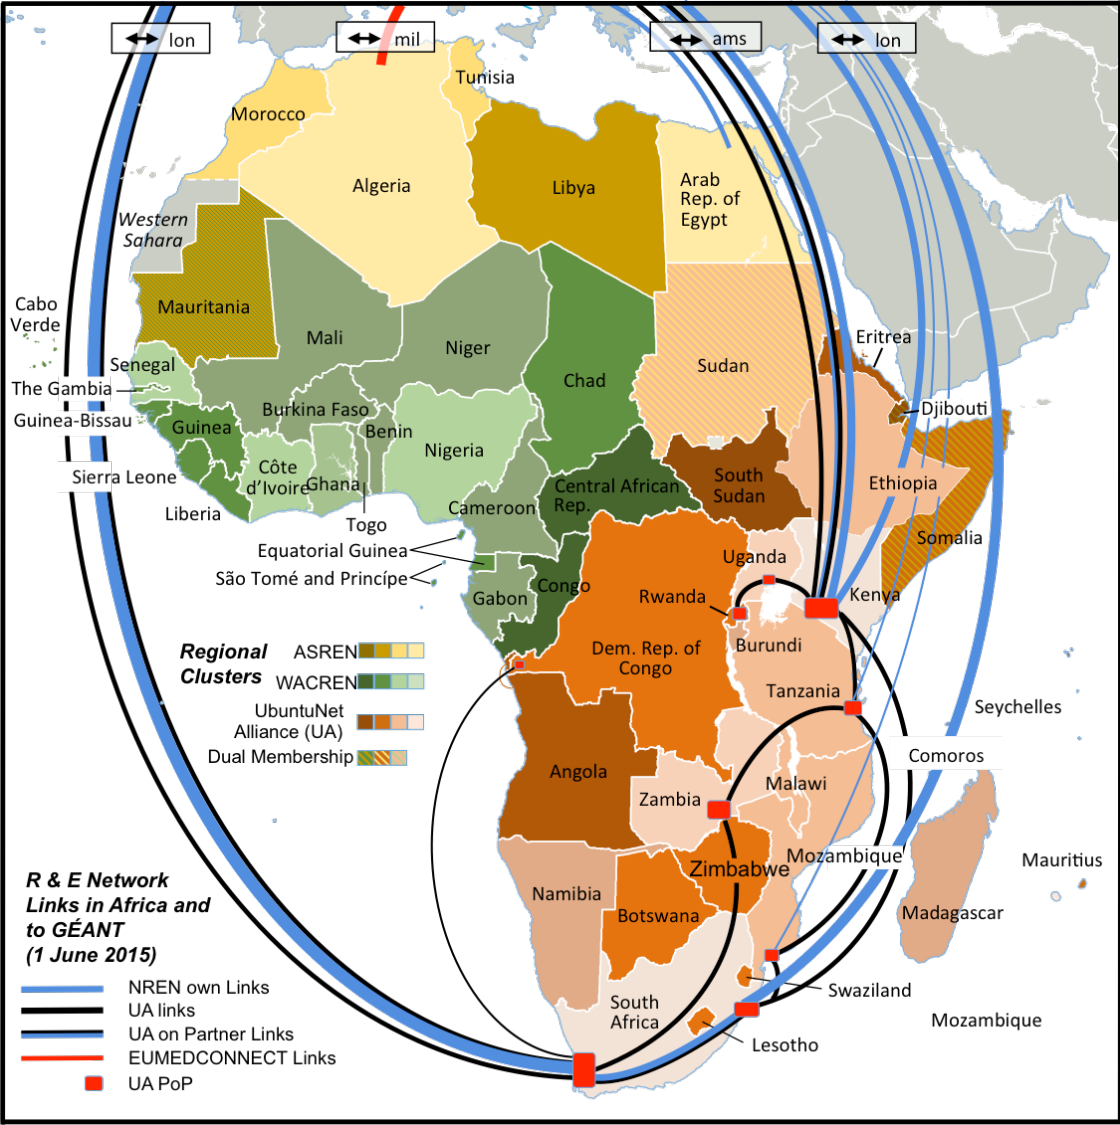 lon
mil
ams
lon
Tunisia
Morocco
Algeria
Libya
Arab
Rep. of
Egypt
Western
Sahara
Mauritania
Cabo
Verde
Mali
Niger
Chad
Sudan
Eritrea
Senegal
The Gambia
Guinea-Bissau
Guinea
Burkina Faso
Benin
Djibouti
Nigeria
Côte
d’Ivoire
Ghana
Sierra Leone
Liberia
Togo
Cameroon
Central African
Rep.
South
Sudan
Ethiopia
Somalia
Equatorial Guinea
São Tomé and Princípe
Gabon
Congo
Uganda
Rwanda
Kenya
Burundi
Dem. Rep. of
Congo
Tanzania
Regional
Clusters
ASREN
WACREN
UbuntuNet
Alliance (UA)
Dual Membership
Seychelles
Comoros
Angola
Zambia
Malawi
Mozambique
Zimbabwe
Mauritius
Namibia
Botswana
Madagascar
R & E Network
Links in Africa and
to GÉANT
(1 June 2015)
NREN own Links
UA links
UA on Partner Links
EUMEDCONNECT Links
UA PoP
South
Africa
Swaziland
Lesotho
Mozambique